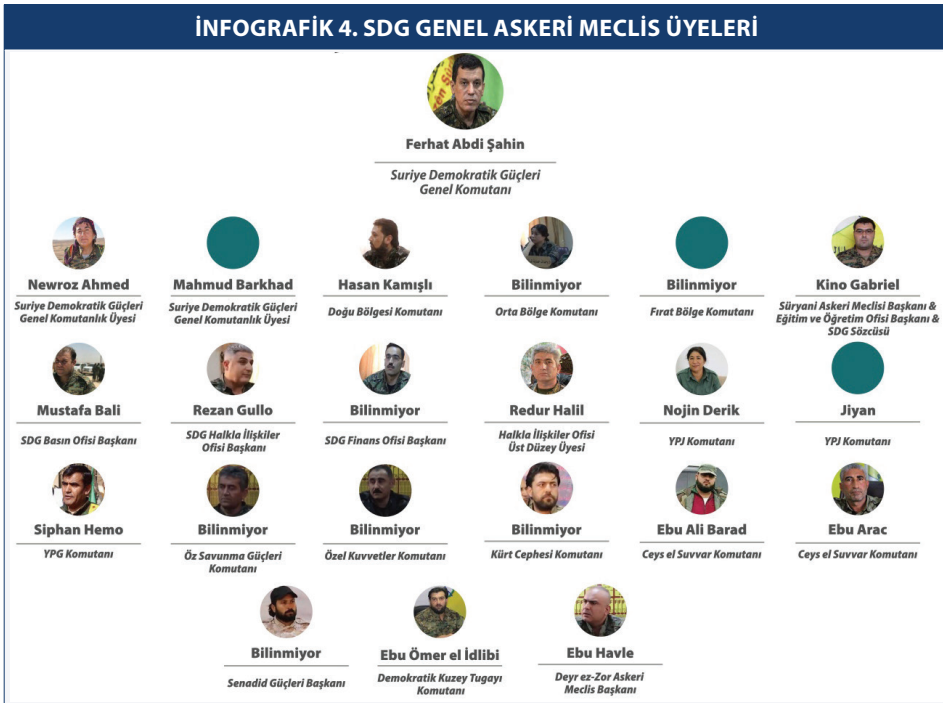 İNFOGRAFİK 4. SDG GENEL ASKERİ MECLİS ÜYELERİ
Ferhat Abdi Şahin
Suriye Demokratik Güçleri
Genel Komutanı
Newroz Ahmed
Suriye Demokratik Güçleri
Genel Komutanlık Üyesi
Mahmud Barkhad
Suriye Demokratik Güçleri
Genel Komutanlık Üyesi
Hasan Kamışlı
Doğu Bölgesi Komutanı
Bilinmiyor
Orta Bölge Komutanı
Bilinmiyor
Fırat Bölge Komutanı
Kino Gabriel
Süryani Askeri Meclisi Başkanı &
Eğitim ve Öğretim Ofisi Başkanı &
SDG Sözcüsü
Mustafa Bali
SDG Basın Ofisi Başkanı
Rezan Gullo
SDG Halkla İlişkiler
Ofisi Başkanı
Bilinmiyor
SDG Finans Ofisi Başkanı
Redur Halil
Halkla İlişkiler Ofisi
Üst Düzey Üyesi
Nojin Derik
YPJ Komutanı
Jiyan
YPJ Komutanı
Siphan Hemo
YPG Komutanı
Bilinmiyor
Öz Savunma Güçleri
Komutanı
Bilinmiyor
Özel Kuvvetler Komutanı
Bilinmiyor
Kürt Cephesi Komutanı
Ebu Ali Barad
Ceys el Suvvar Komutanı
Ebu Arac
Ceys el Suvvar Komutanı
Bilinmiyor
Senadid Güçleri Başkanı
Ebu Ömer el İdlibi
Demokratik Kuzey Tugayı
Komutanı
Ebu Havle
Deyr ez-Zor Askeri
Meclis Başkanı